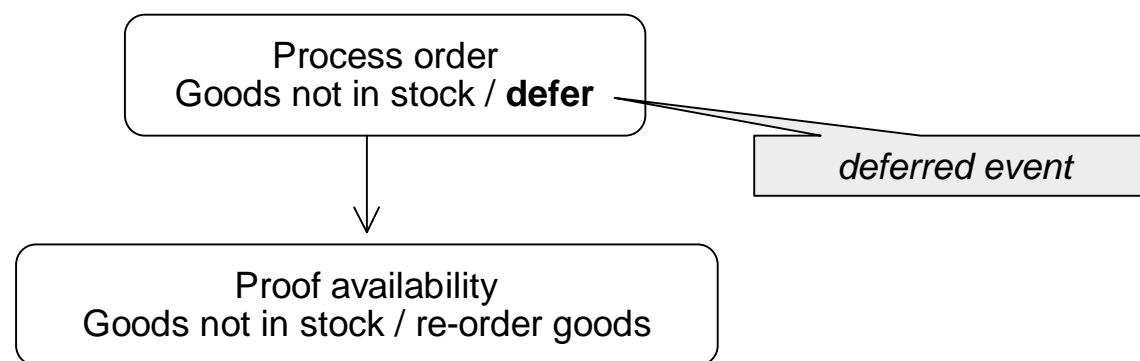 Process order
Goods not in stock / defer
deferred event
Proof availability
Goods not in stock / re-order goods